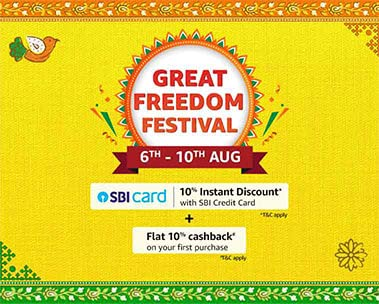 GREAT
FREEDOM
FESTIVAL
6TH - 10TH AUG
SBI card 10% Instant Discount*
with SBI Credit Card
*T&C apply
+
Flat 10% cashback*
on your first purchase
*T&C apply